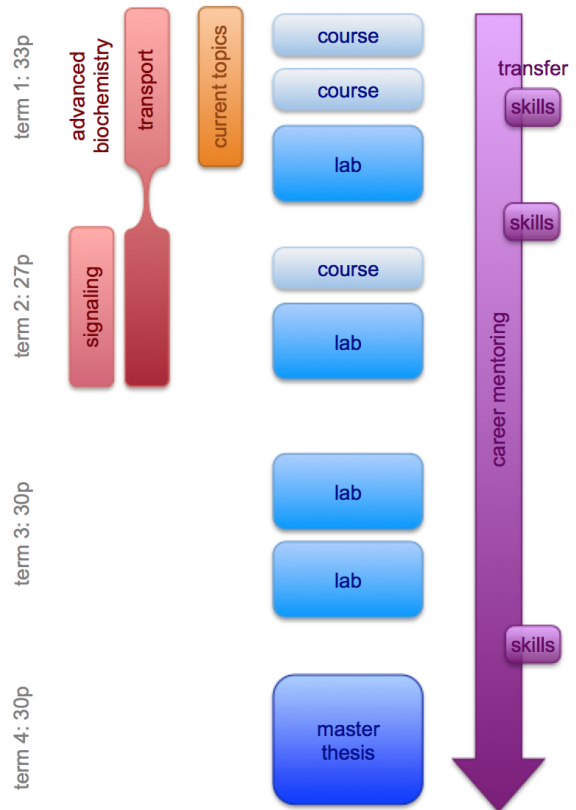 term 1: 33p
advanced
biochemistry
transport
current topics
course
course
lab
transfer
skills
skills
term 2: 27p
signaling
course
lab
career mentoring
term 3: 30p
lab
lab
skills
term 4: 30p
master
thesis